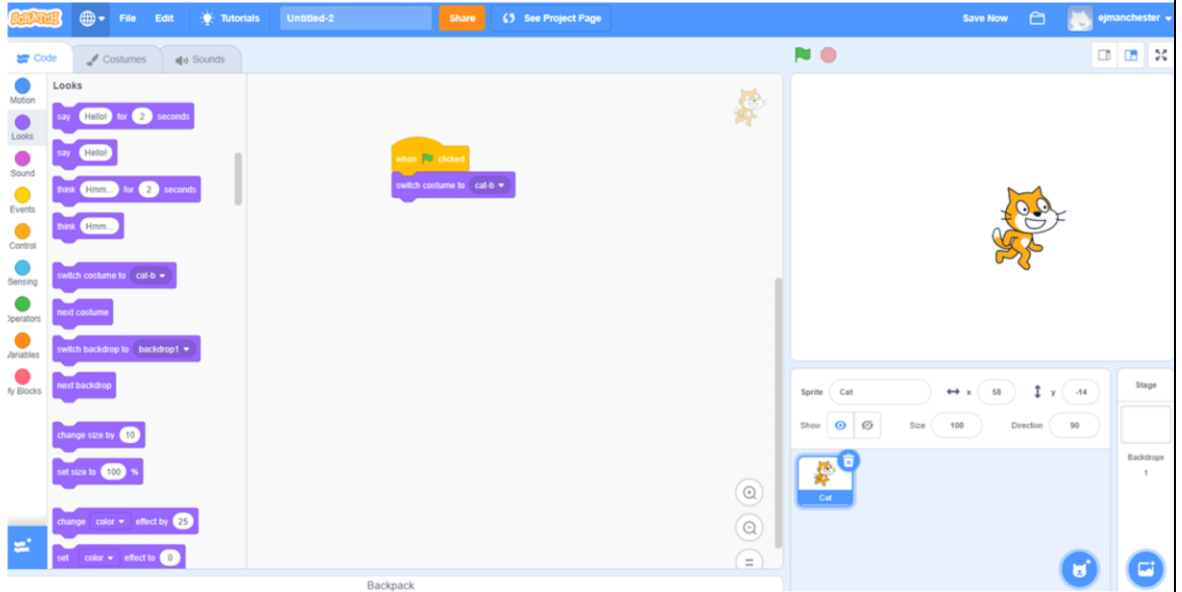 SCRATCH File Edit Tutorials Untitled-2 Share See Project Page Save Now ejmanchester
Code Costumes Sounds
Motion
Looks
Sound
Events
Control
Sensing
Operators
Variables
My Blocks
Looks
say Hello! for 2 seconds
say Hello!
think Hmm... for 2 seconds
think Hmm...
switch costume to cat-b
next costume
switch backdrop to backdrop1
next backdrop
change size by 10
set size to 100 %
change color effect by 25
set color effect to 0
when clicked
switch costume to cat-b
Backpack
Sprite Cat x 58 y -14
Show Size 100 Direction 90
Cat
Stage
Backdrops
1